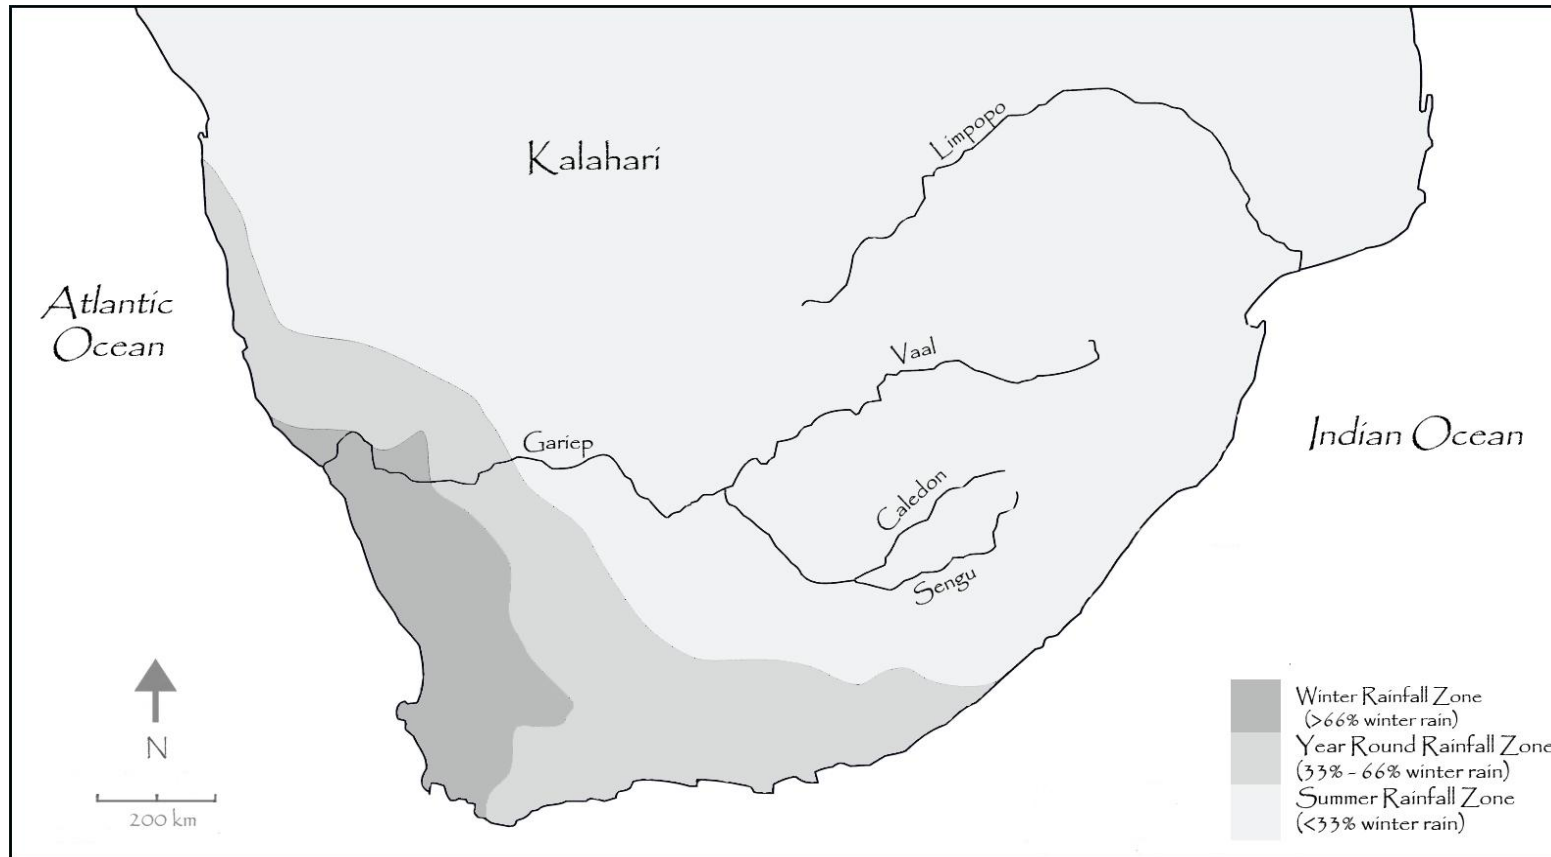 Limpopo
Kalahari
Atlantic
Ocean
Vaal
Indian Ocean
Gariep
Caledon
Sengu
N
200 km
Winter Rainfall Zone
(>66% winter rain)
Year Round Rainfall Zone
(33% - 66% winter rain)
Summer Rainfall Zone
(<33% winter rain)